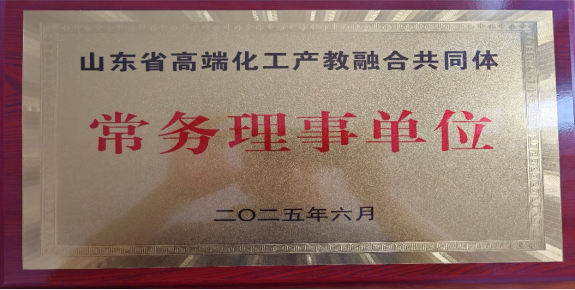 山东省高端化工产教融合共同体
常务理事单位
二〇二五年六月